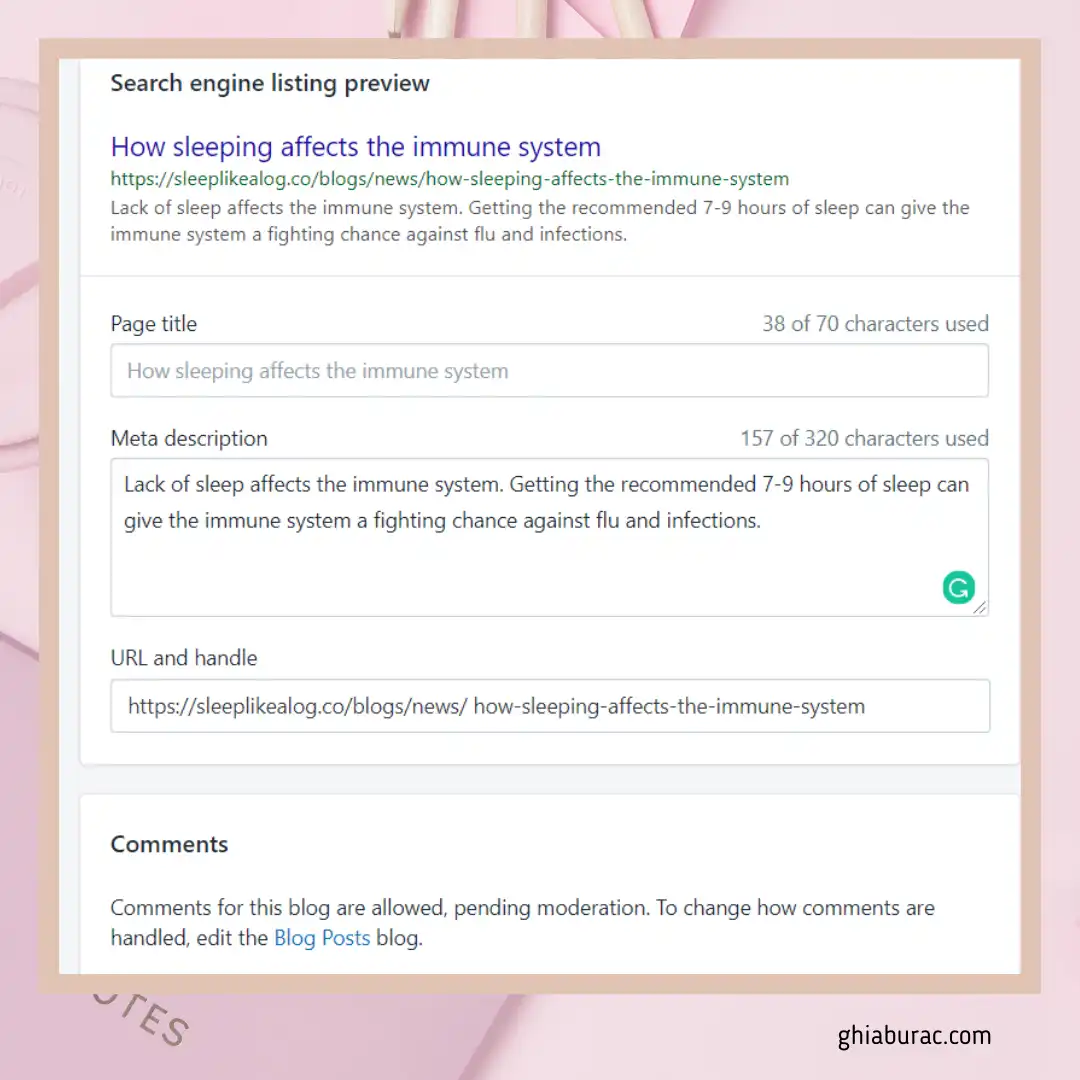 Search engine listing preview
How sleeping affects the immune system
https://sleeplikealog.co/blogs/news/how-sleeping-affects-the-immune-system
Lack of sleep affects the immune system. Getting the recommended 7-9 hours of sleep can give the
immune system a fighting chance against flu and infections.
Page title
38 of 70 characters used
How sleeping affects the immune system
Meta description
157 of 320 characters used
Lack of sleep affects the immune system. Getting the recommended 7-9 hours of sleep can
give the immune system a fighting chance against flu and infections.
URL and handle
https://sleeplikealog.co/blogs/news/ how-sleeping-affects-the-immune-system
Comments
Comments for this blog are allowed, pending moderation. To change how comments are
handled, edit the Blog Posts blog.
ghiaburac.com